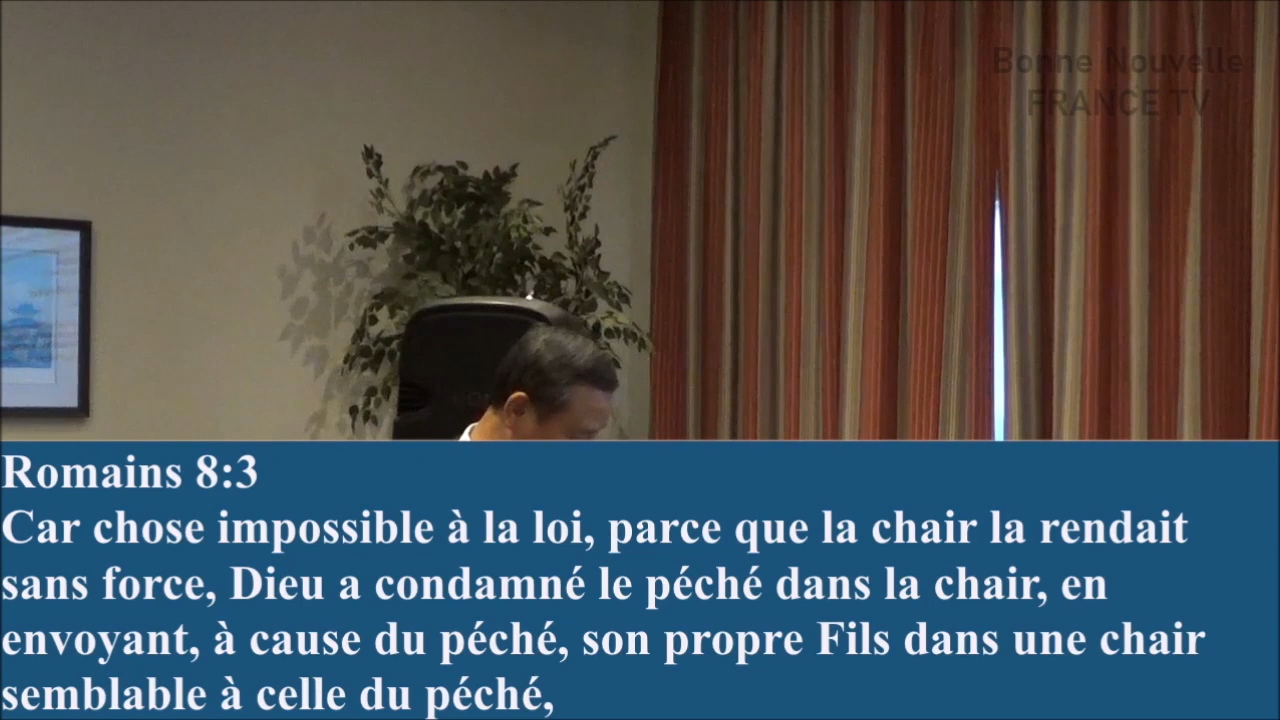 Bonne Nouvelle
FRANCE TV
Romains 8:3
Car chose impossible à la loi, parce que la chair la rendait
sans force, Dieu a condamné le péché dans la chair, en
envoyant, à cause du péché, son propre Fils dans une chair
semblable à celle du péché,